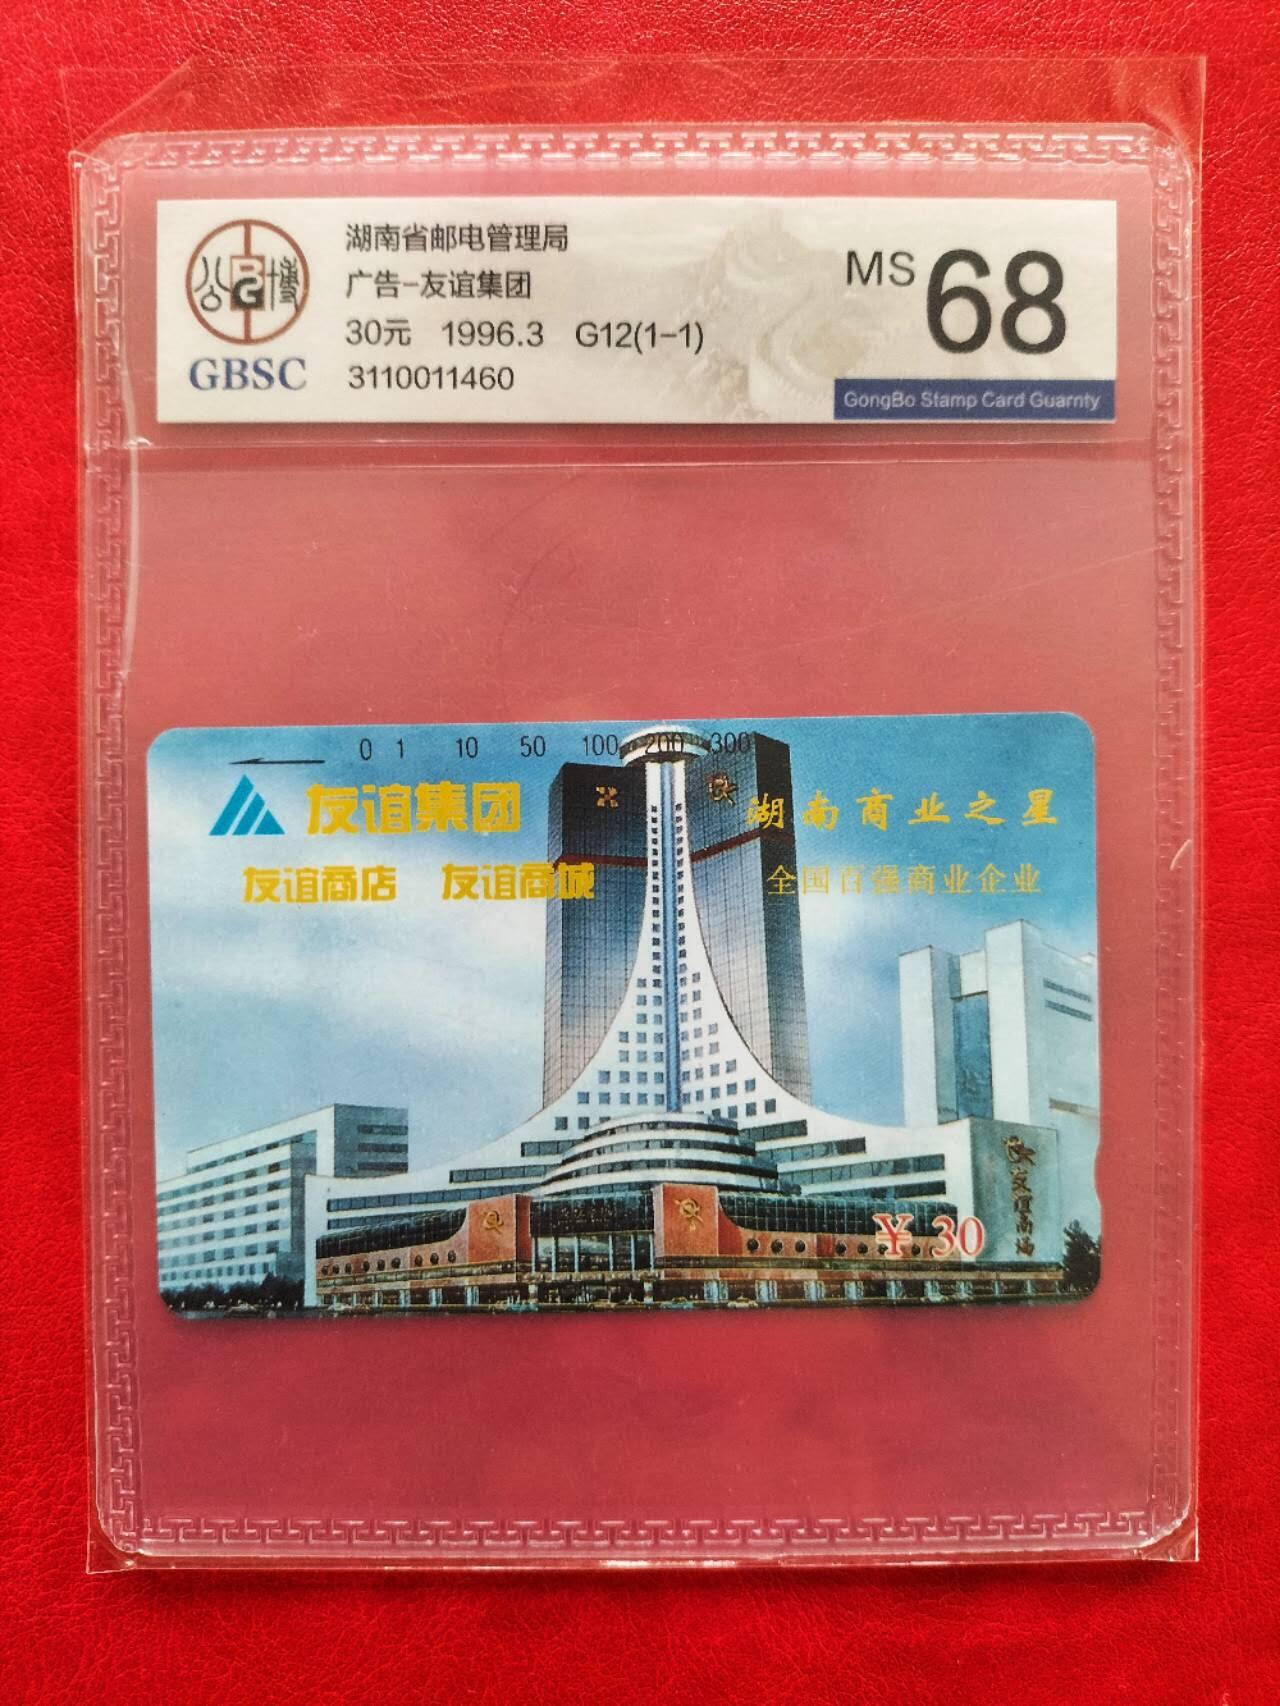 湖南省邮电管理局
广告-友谊集团
30元 1996.3 G12(1-1)
3110011460
公博
BG
GBSC
MS 68
GongBo Stamp Card Guarnty
0 1 10 50 100 200 300
友谊集团
湖南商业之星
友谊商店 友谊商城
全国百强商业企业
¥30